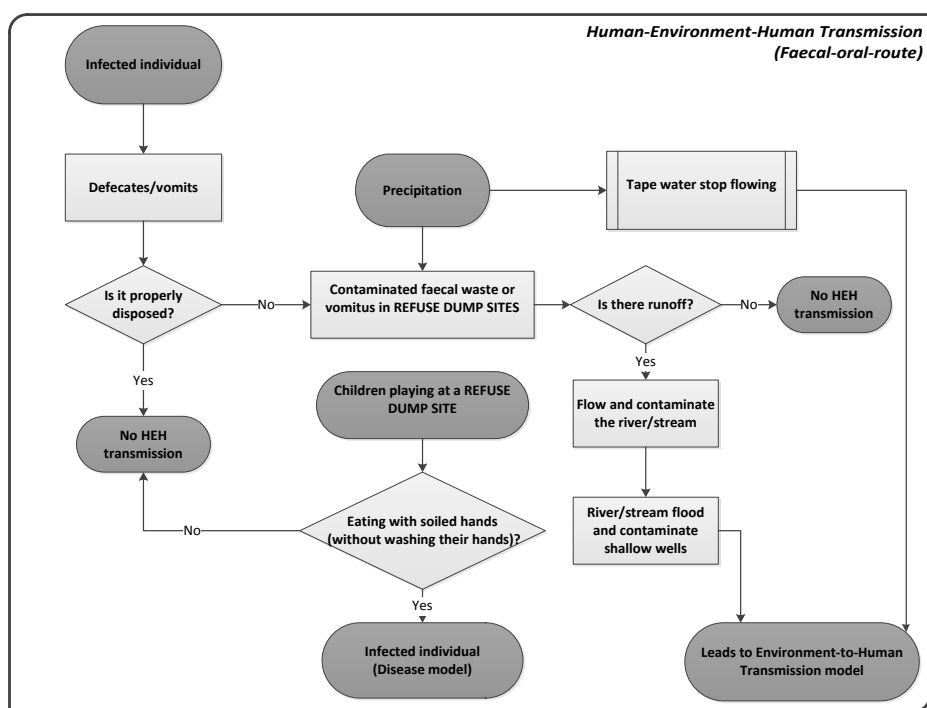 Human-Environment-Human Transmission
(Faecal-oral-route)
Infected individual
Defecates/vomits
Precipitation
Tape water stop flowing
Is it properly
disposed?
No
Contaminated faecal waste or
vomitus in REFUSE DUMP SITES
Is there runoff?
No
No HEH
transmission
Yes
Yes
Children playing at a REFUSE
DUMP SITE
Flow and contaminate
the river/stream
No HEH
transmission
No
Eating with soiled hands
(without washing their hands)?
River/stream flood
and contaminate
shallow wells
Yes
Infected individual
(Disease model)
Leads to Environment-to-Human
Transmission model